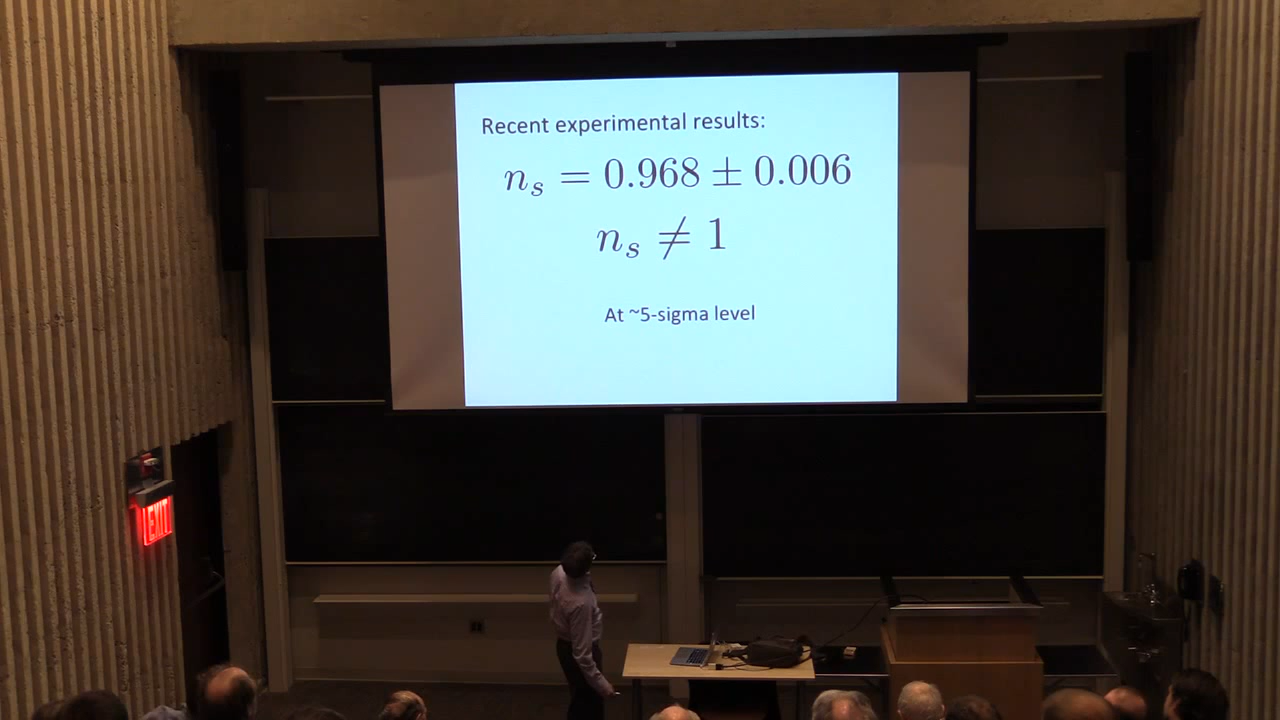 Recent experimental results:
n_s = 0.968 ± 0.006
n_s ≠ 1
At ~5-sigma level
EXIT